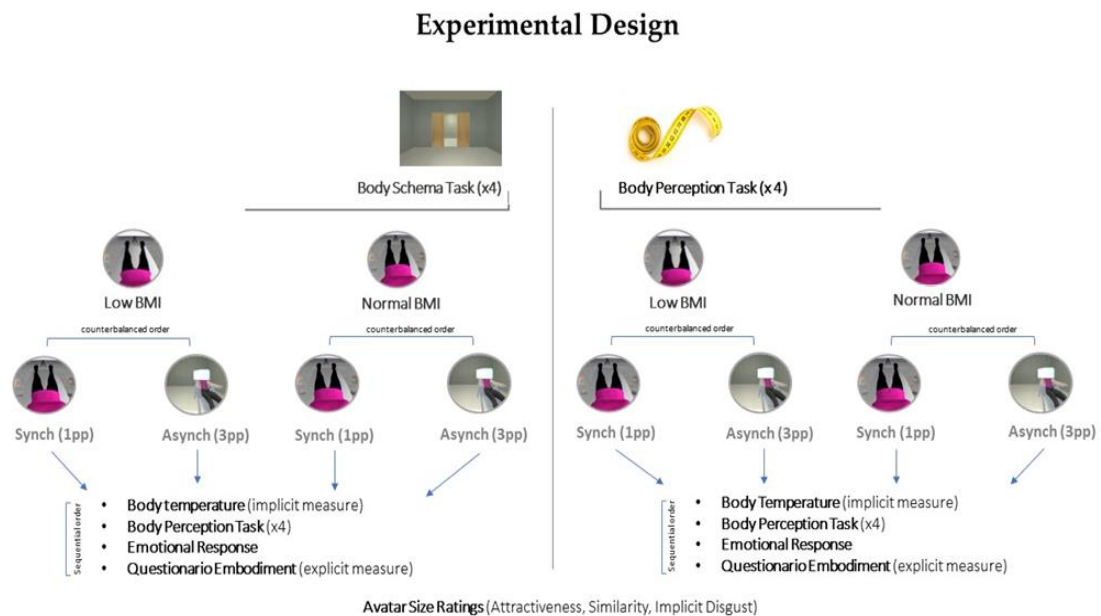 Experimental Design
Body Schema Task (x4)
Low BMI
Normal BMI
counterbalanced order
counterbalanced order
Synch (1pp)
Asynch (3pp)
Synch (1pp)
Asynch (3pp)
Sequential order
• Body temperature (implicit measure)
• Body Perception Task (x4)
• Emotional Response
• Questionario Embodiment (explicit measure)
Body Perception Task (x 4)
Low BMI
Normal BMI
counterbalanced order
counterbalanced order
Synch (1pp)
Asynch (3pp)
Synch (1pp)
Asynch (3pp)
Sequential order
• Body Temperature (implicit measure)
• Body Perception Task (x4)
• Emotional Response
• Questionario Embodiment (explicit measure)
Avatar Size Ratings (Attractiveness, Similarity, Implicit Disgust)